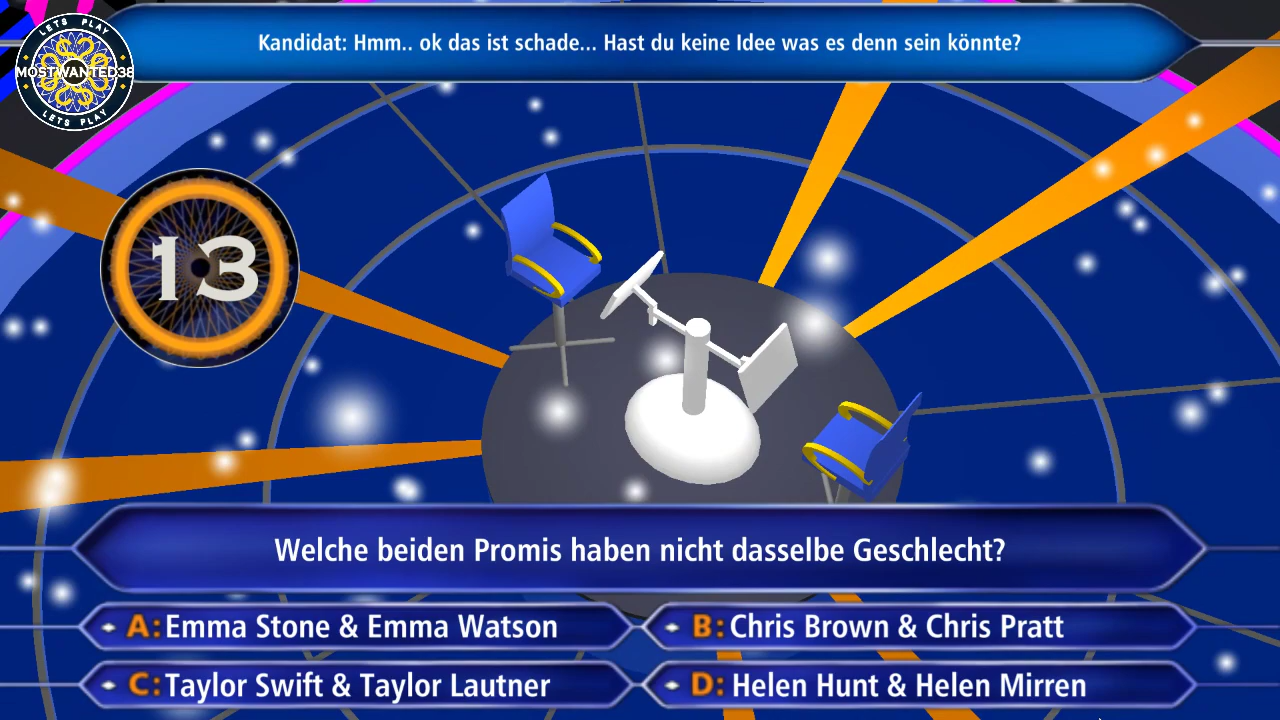 LETS PLAY
MOSTWANTED38
LETS PLAY
Kandidat: Hmm.. ok das ist schade... Hast du keine Idee was es denn sein könnte?
13
Welche beiden Promis haben nicht dasselbe Geschlecht?
A: Emma Stone & Emma Watson
B: Chris Brown & Chris Pratt
C: Taylor Swift & Taylor Lautner
D: Helen Hunt & Helen Mirren